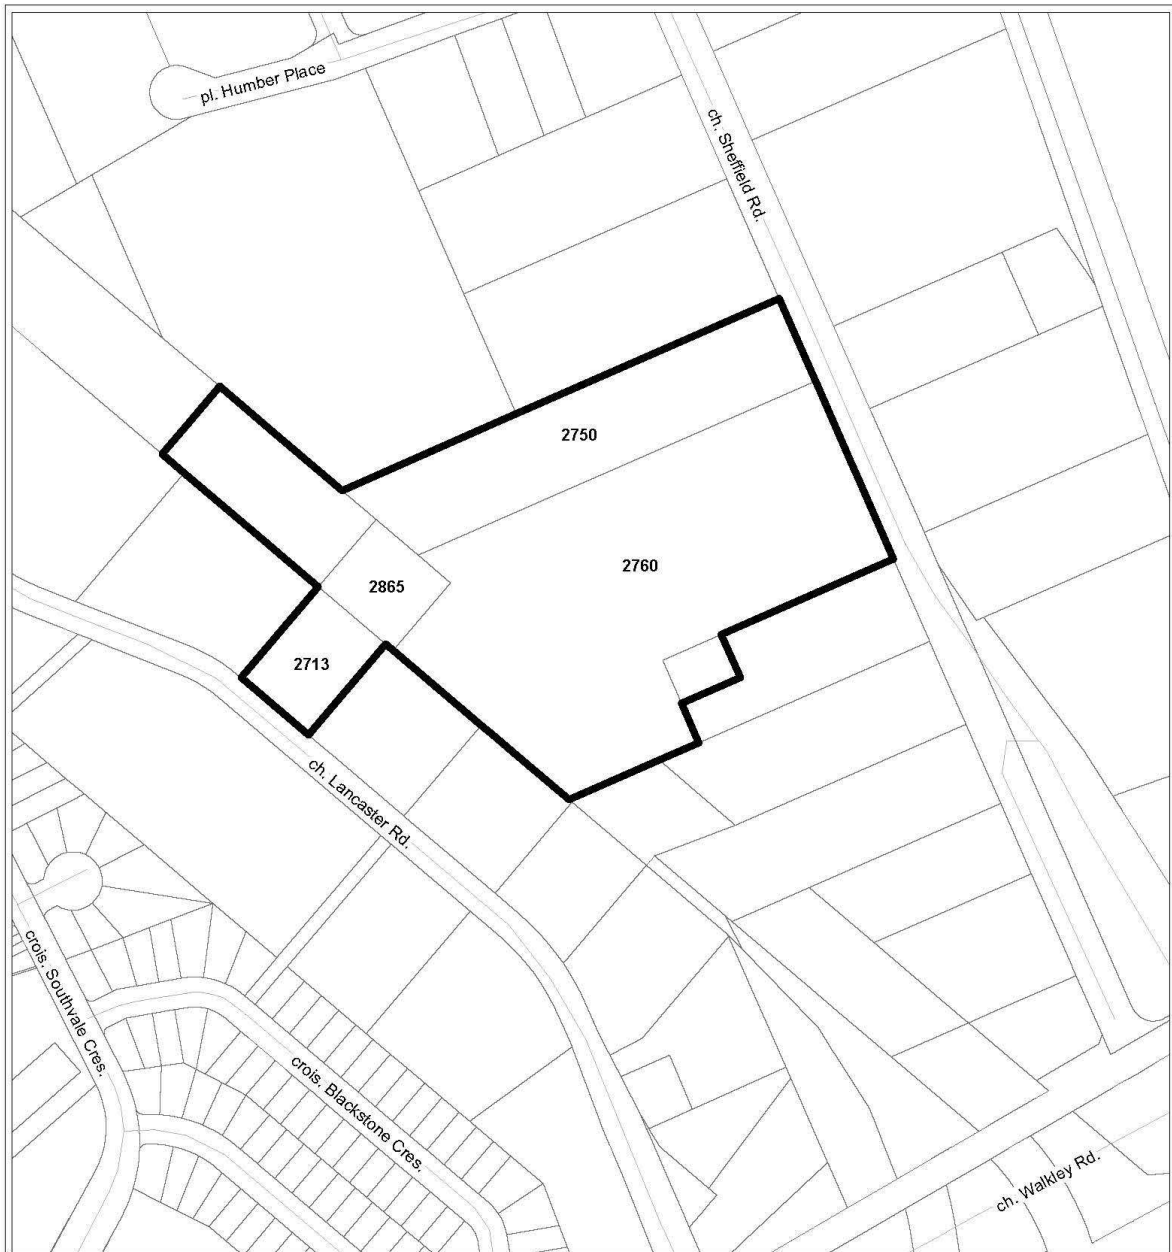 pl. Humber Place
ch. Sheffield Rd.
2750
2760
2865
2713
ch. Lancaster Rd.
crois. Southvale Cres.
crois. Blackstone Cres.
ch. Walkley Rd.